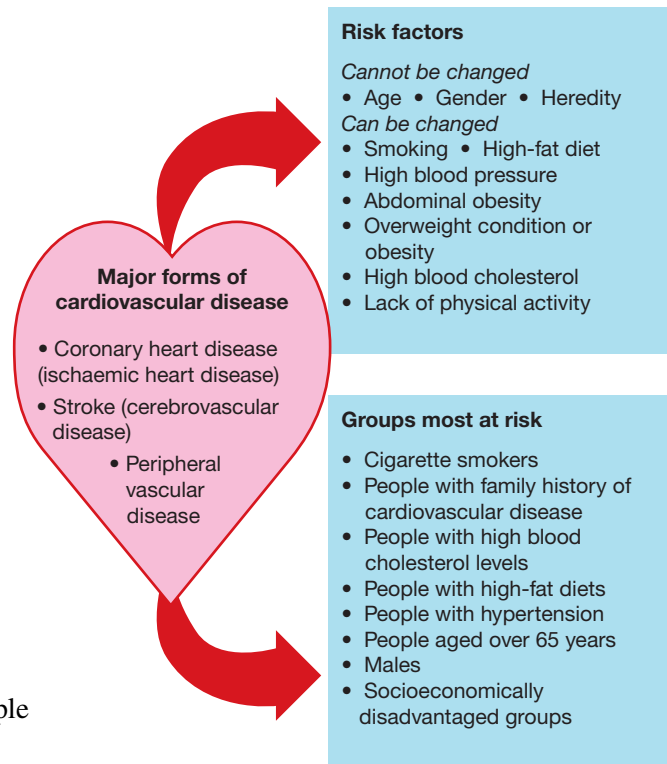 Risk factors
Cannot be changed
• Age • Gender • Heredity
Can be changed
• Smoking • High-fat diet
• High blood pressure
• Abdominal obesity
• Overweight condition or
obesity
• High blood cholesterol
• Lack of physical activity
Major forms of
cardiovascular disease
• Coronary heart disease
(ischaemic heart disease)
• Stroke (cerebrovascular
disease)
• Peripheral
vascular
disease
Groups most at risk
• Cigarette smokers
• People with family history of
cardiovascular disease
• People with high blood
cholesterol levels
• People with high-fat diets
• People with hypertension
• People aged over 65 years
• Males
• Socioeconomically
disadvantaged groups
ple